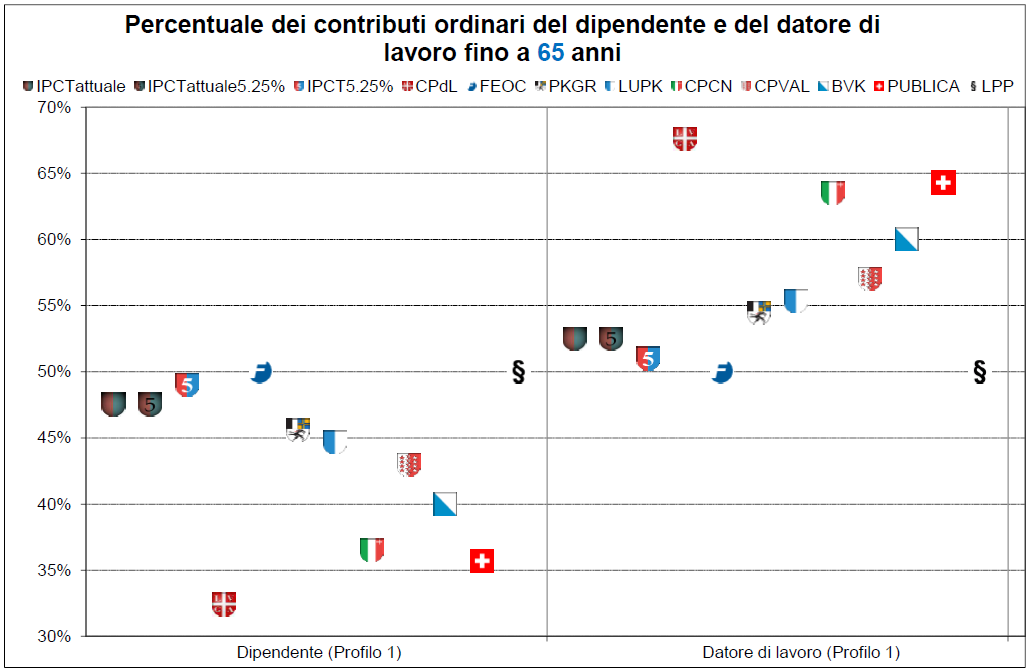 Percentuale dei contributi ordinari del dipendente e del datore di
lavoro fino a 65 anni
IPCTattuale IPCTattuale5.25% IPCT5.25% CPdL FEOC PKGR LUPK CPCN CPVAL BVK PUBLICA § LPP
70%
65%
60%
55%
50%
45%
40%
35%
30%
5
5
F
§
5
5
F
§
Dipendente (Profilo 1) Datore di lavoro (Profilo 1)